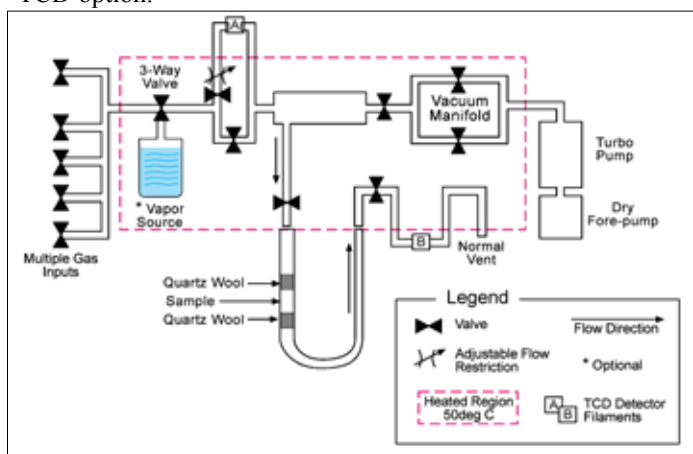 TCD option.
A
3-Way
Valve
Vacuum
Manifold
Turbo
Pump
* Vapor
Source
Dry
Fore-pump
B
Normal
Vent
Multiple Gas
Inputs
Quartz Wool
Sample
Quartz Wool
Legend
Valve
Flow Direction
Adjustable Flow
Restriction
* Optional
Heated Region
50deg C
A
B
TCD Detector
Filaments